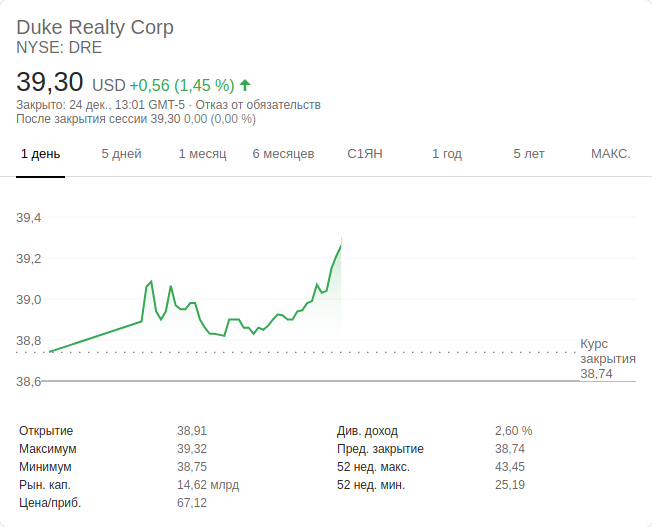 Duke Realty Corp
NYSE: DRE
39,30 USD +0,56 (1,45 %)
Закрыто: 24 дек., 13:01 GMT-5 · Отказ от обязательств
После закрытия сессии 39,30 0,00 (0,00 %)
1 день 5 дней 1 месяц 6 месяцев С1ЯН 1 год 5 лет МАКС.
39,4
39,2
39,0
38,8
Курс
закрытия
38,74
38,6
Открытие 38,91 Див. доход 2,60 %
Максимум 39,32 Пред. закрытие 38,74
Минимум 38,75 52 нед. макс. 43,45
Рын. кап. 14,62 млрд 52 нед. мин. 25,19
Цена/приб. 67,12